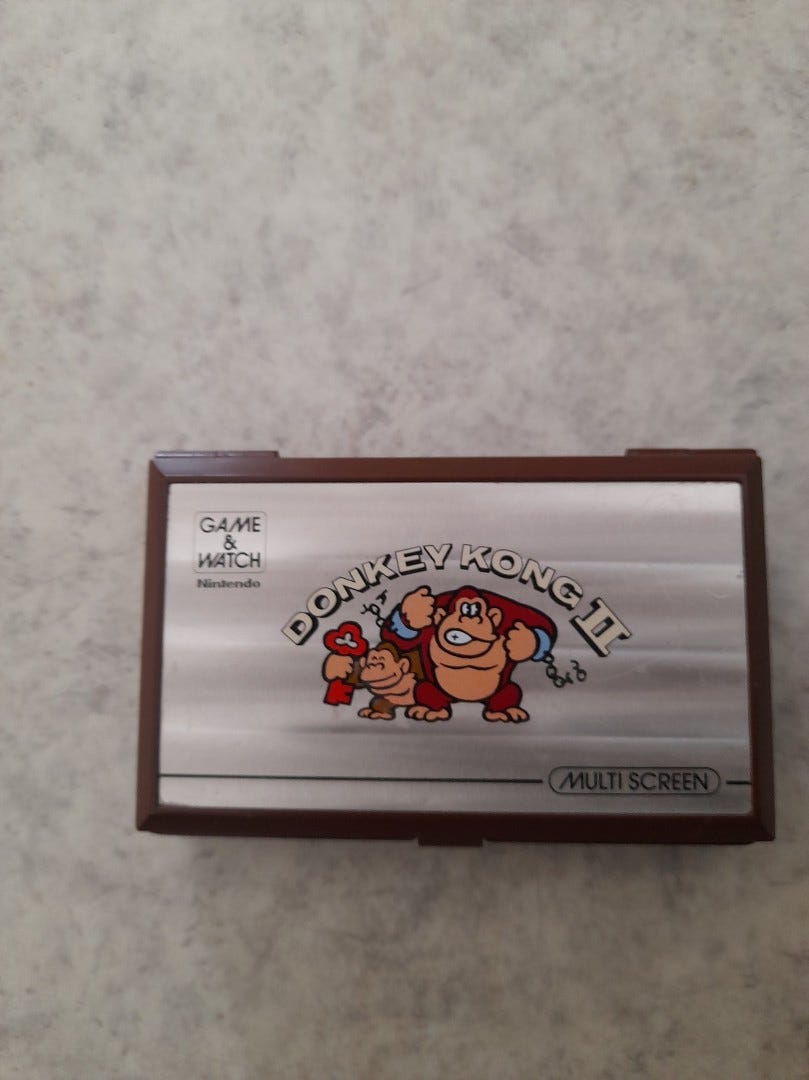 GAME
&
WATCH
Nintendo
DONKEY KONG II
MULTI SCREEN